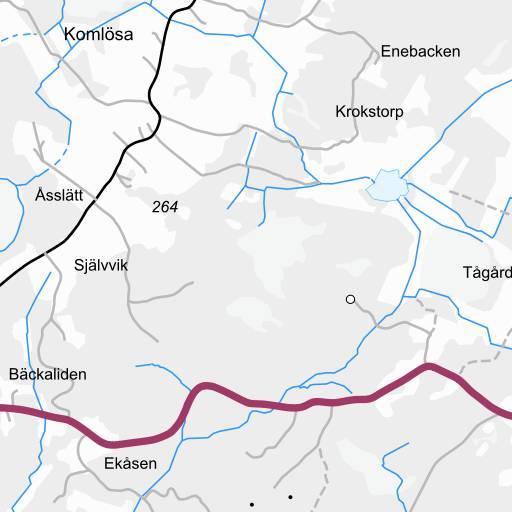 Komlösa
Enebacken
Krokstorp
Åsslätt
264
Självvik
Tågård
Bäckaliden
Ekåsen